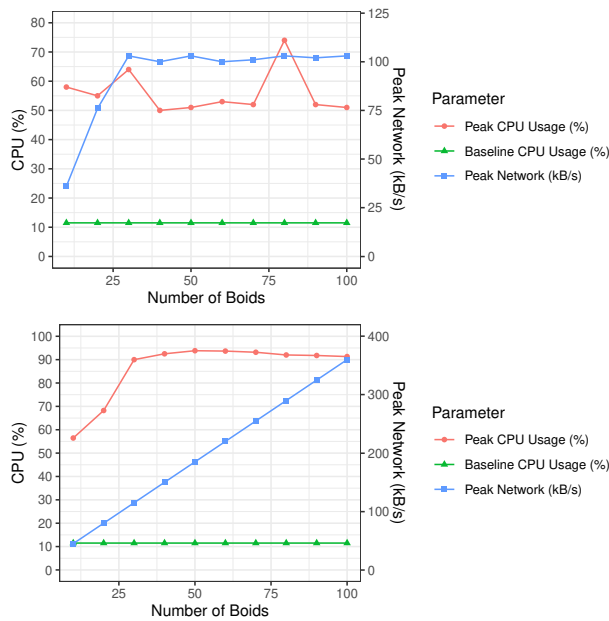 80
70
60
50
40
30
20
10
0
CPU (%)
125
100
75
50
25
0
Peak Network (kB/s)
25
50
75
100
Number of Boids
Parameter
Peak CPU Usage (%)
Baseline CPU Usage (%)
Peak Network (kB/s)
100
90
80
70
60
50
40
30
20
10
0
CPU (%)
400
300
200
100
0
Peak Network (kB/s)
25
50
75
100
Number of Boids
Parameter
Peak CPU Usage (%)
Baseline CPU Usage (%)
Peak Network (kB/s)